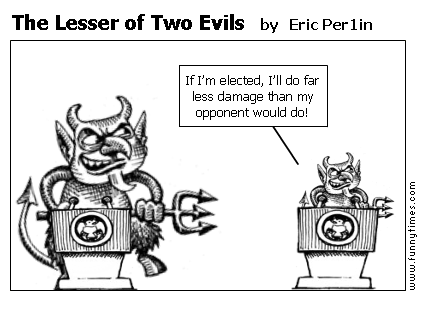 The Lesser of Two Evils by Eric Per1in
If I'm elected, I'll do far
less damage than my
opponent would do!
www.funnytimes.com